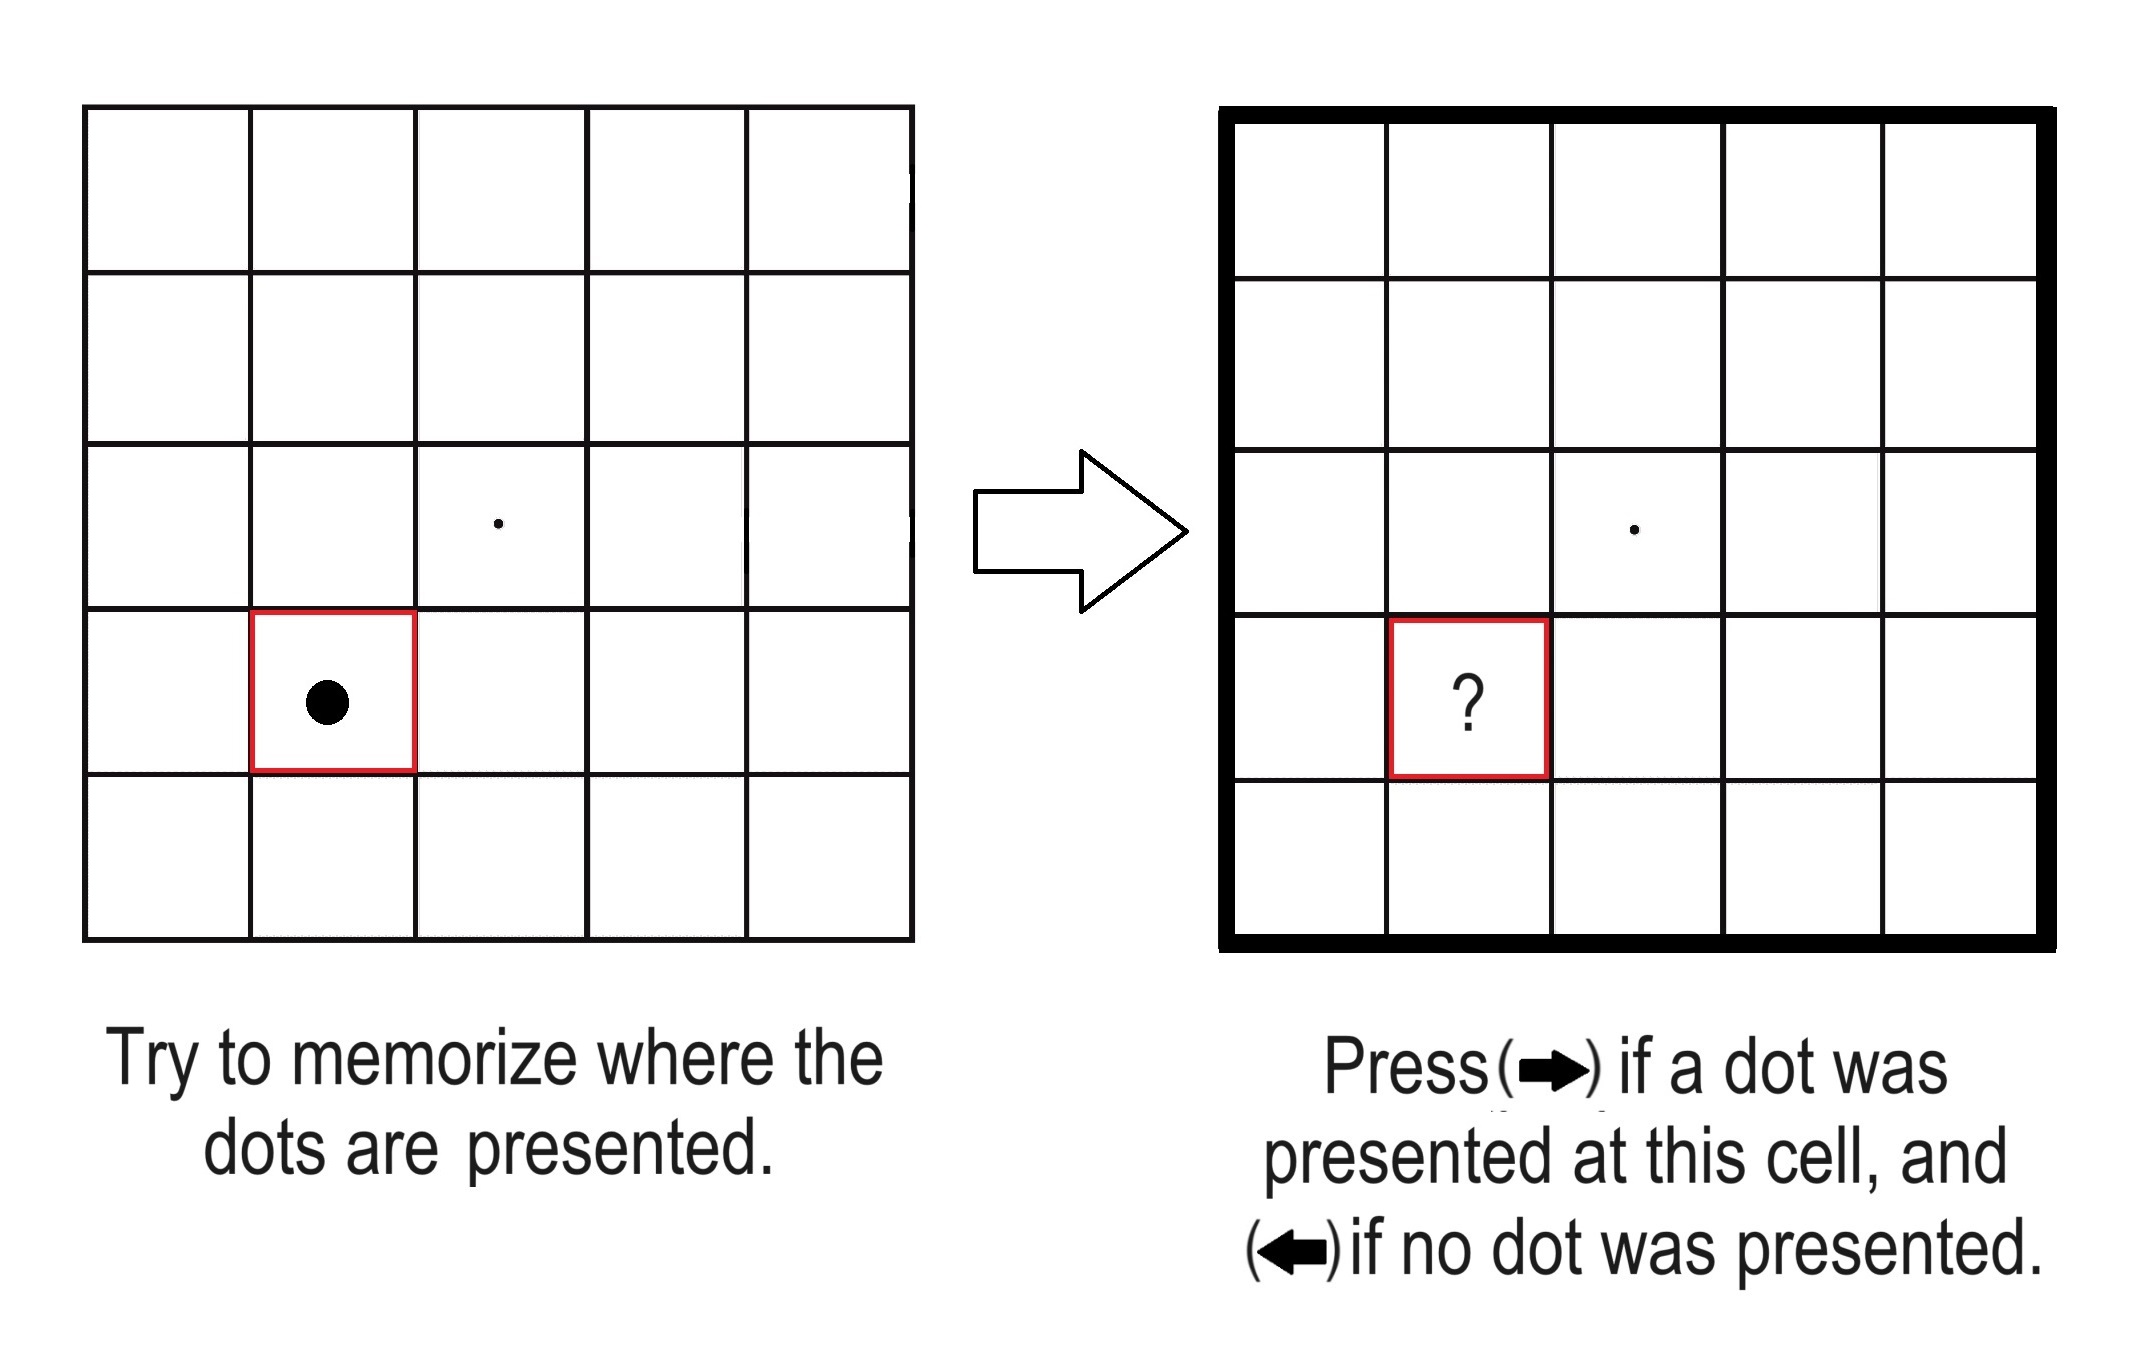 ?
Try to memorize where the
dots are presented.
Press(➡) if a dot was
presented at this cell, and
(⬅)if no dot was presented.